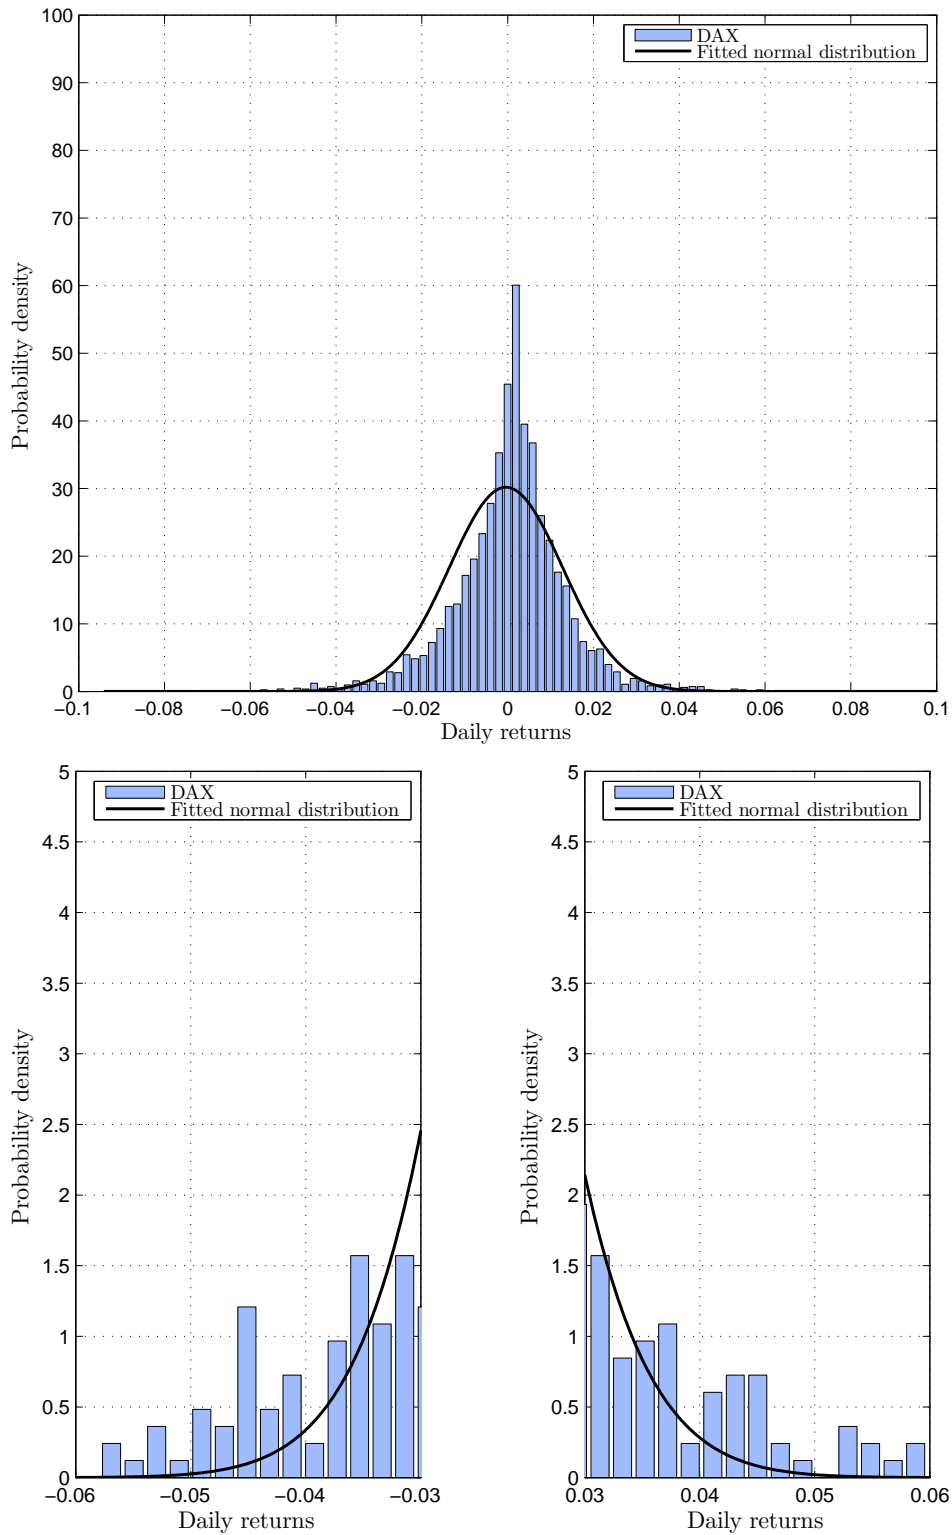 100
90
80
70
60
50
40
30
20
10
0
Probability density
DAX
Fitted normal distribution
−0.1 −0.08 −0.06 −0.04 −0.02 0 0.02 0.04 0.06 0.08 0.1
Daily returns
5
4.5
4
3.5
3
2.5
2
1.5
1
0.5
0
Probability density
DAX
Fitted normal distribution
−0.06 −0.05 −0.04 −0.03
Daily returns
5
4.5
4
3.5
3
2.5
2
1.5
1
0.5
0
Probability density
DAX
Fitted normal distribution
0.03 0.04 0.05 0.06
Daily returns